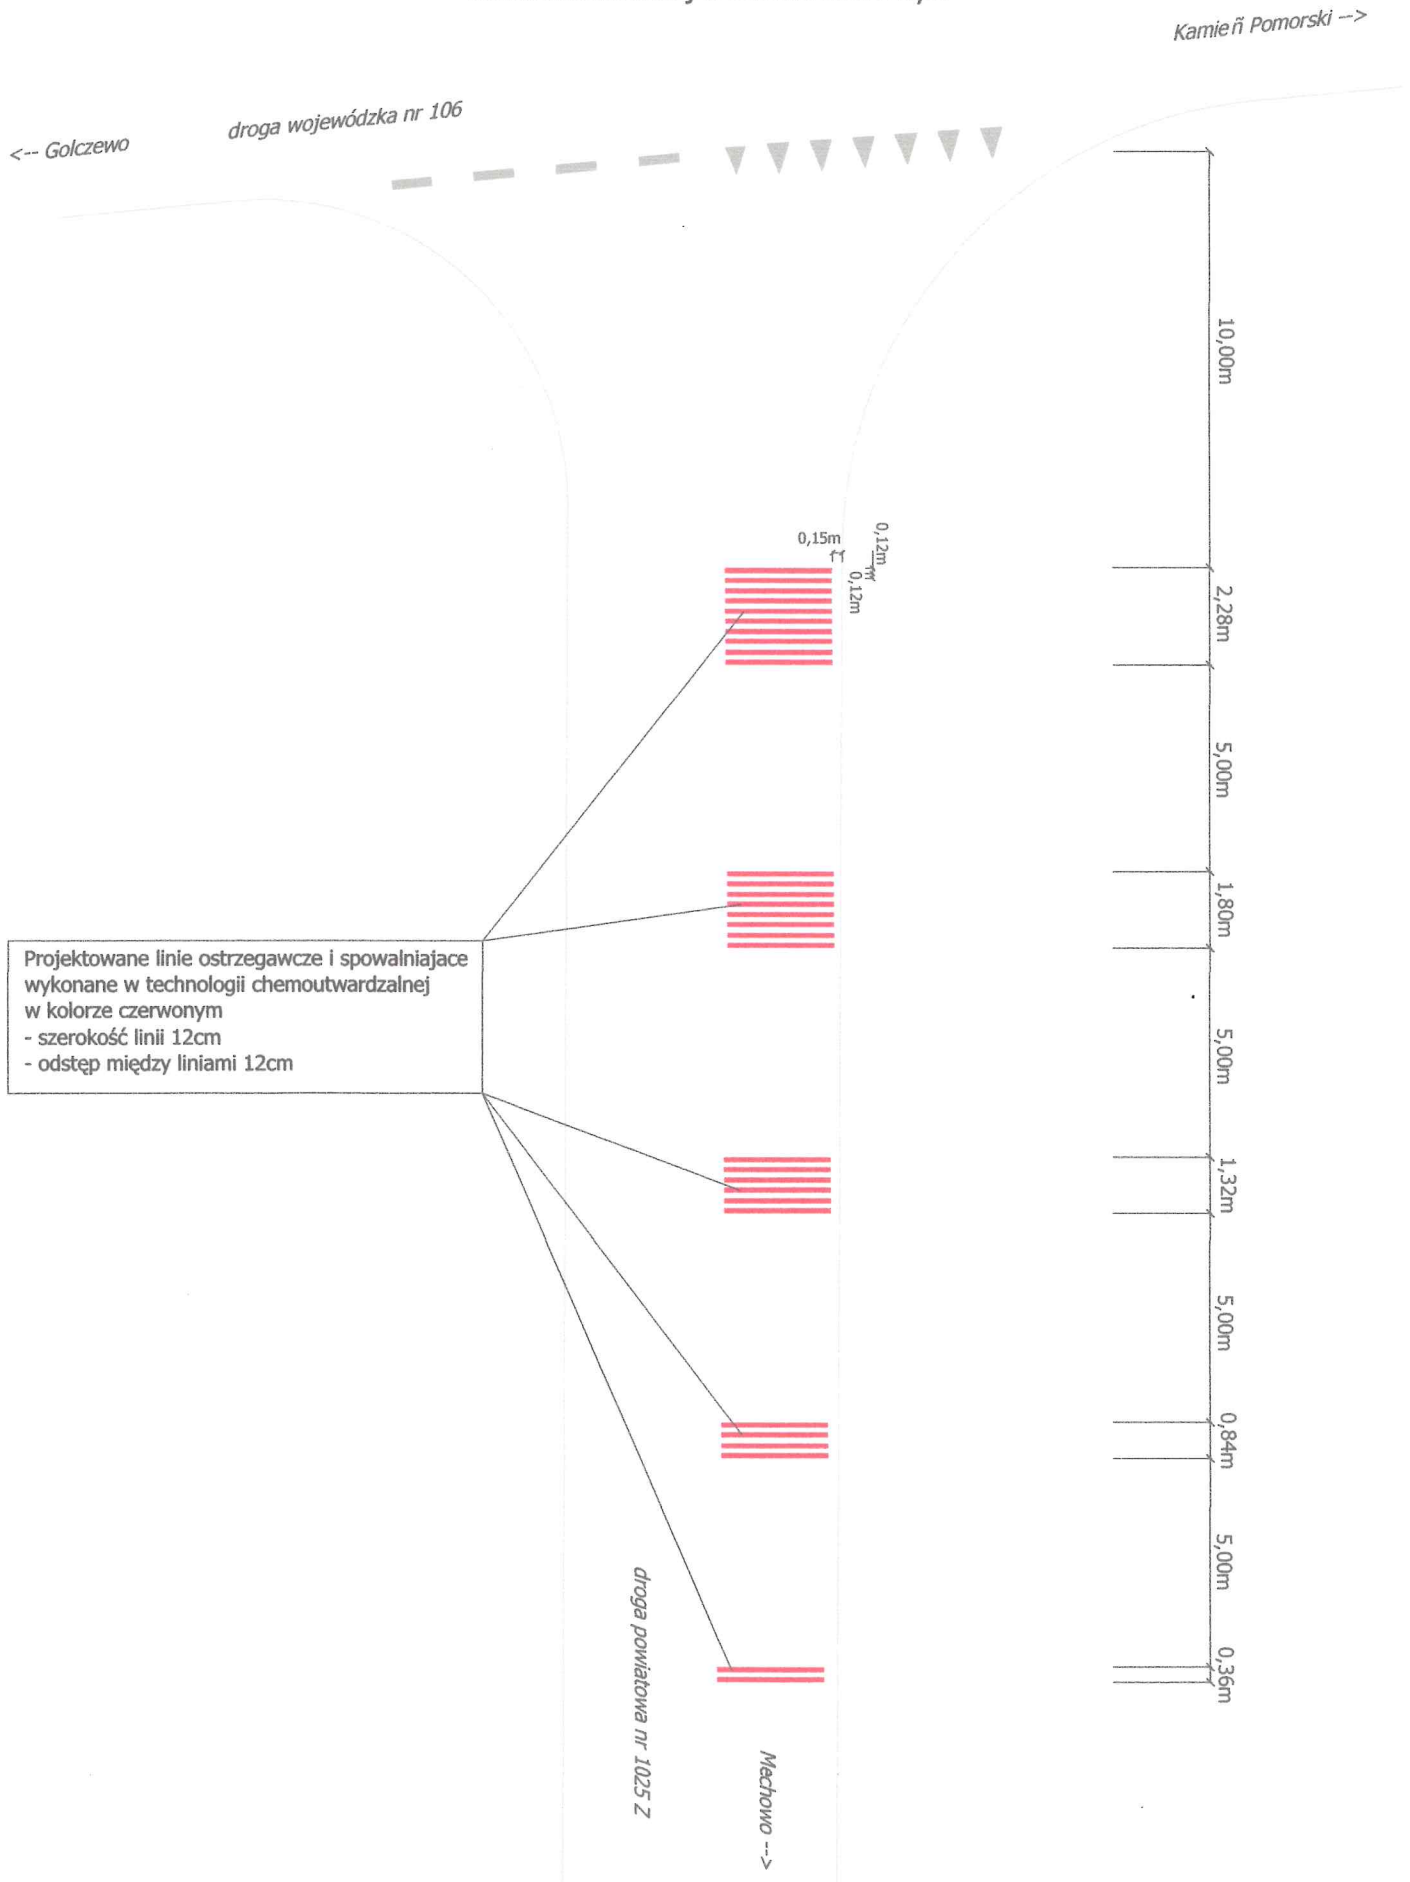 Kamieñ Pomorski -->
droga wojewódzka nr 106
<-- Golczewo
10,00m
0,15m
0,12m
0,12m
2,28m
5,00m
1,80m
Projektowane linie ostrzegawcze i spowalniajace
wykonane w technologii chemoutwardzalnej
w kolorze czerwonym
- szerokość linii 12cm
- odstęp między liniami 12cm
5,00m
1,32m
5,00m
0,84m
5,00m
0,36m
droga powiatowa nr 1025 Z
Mechowo -->